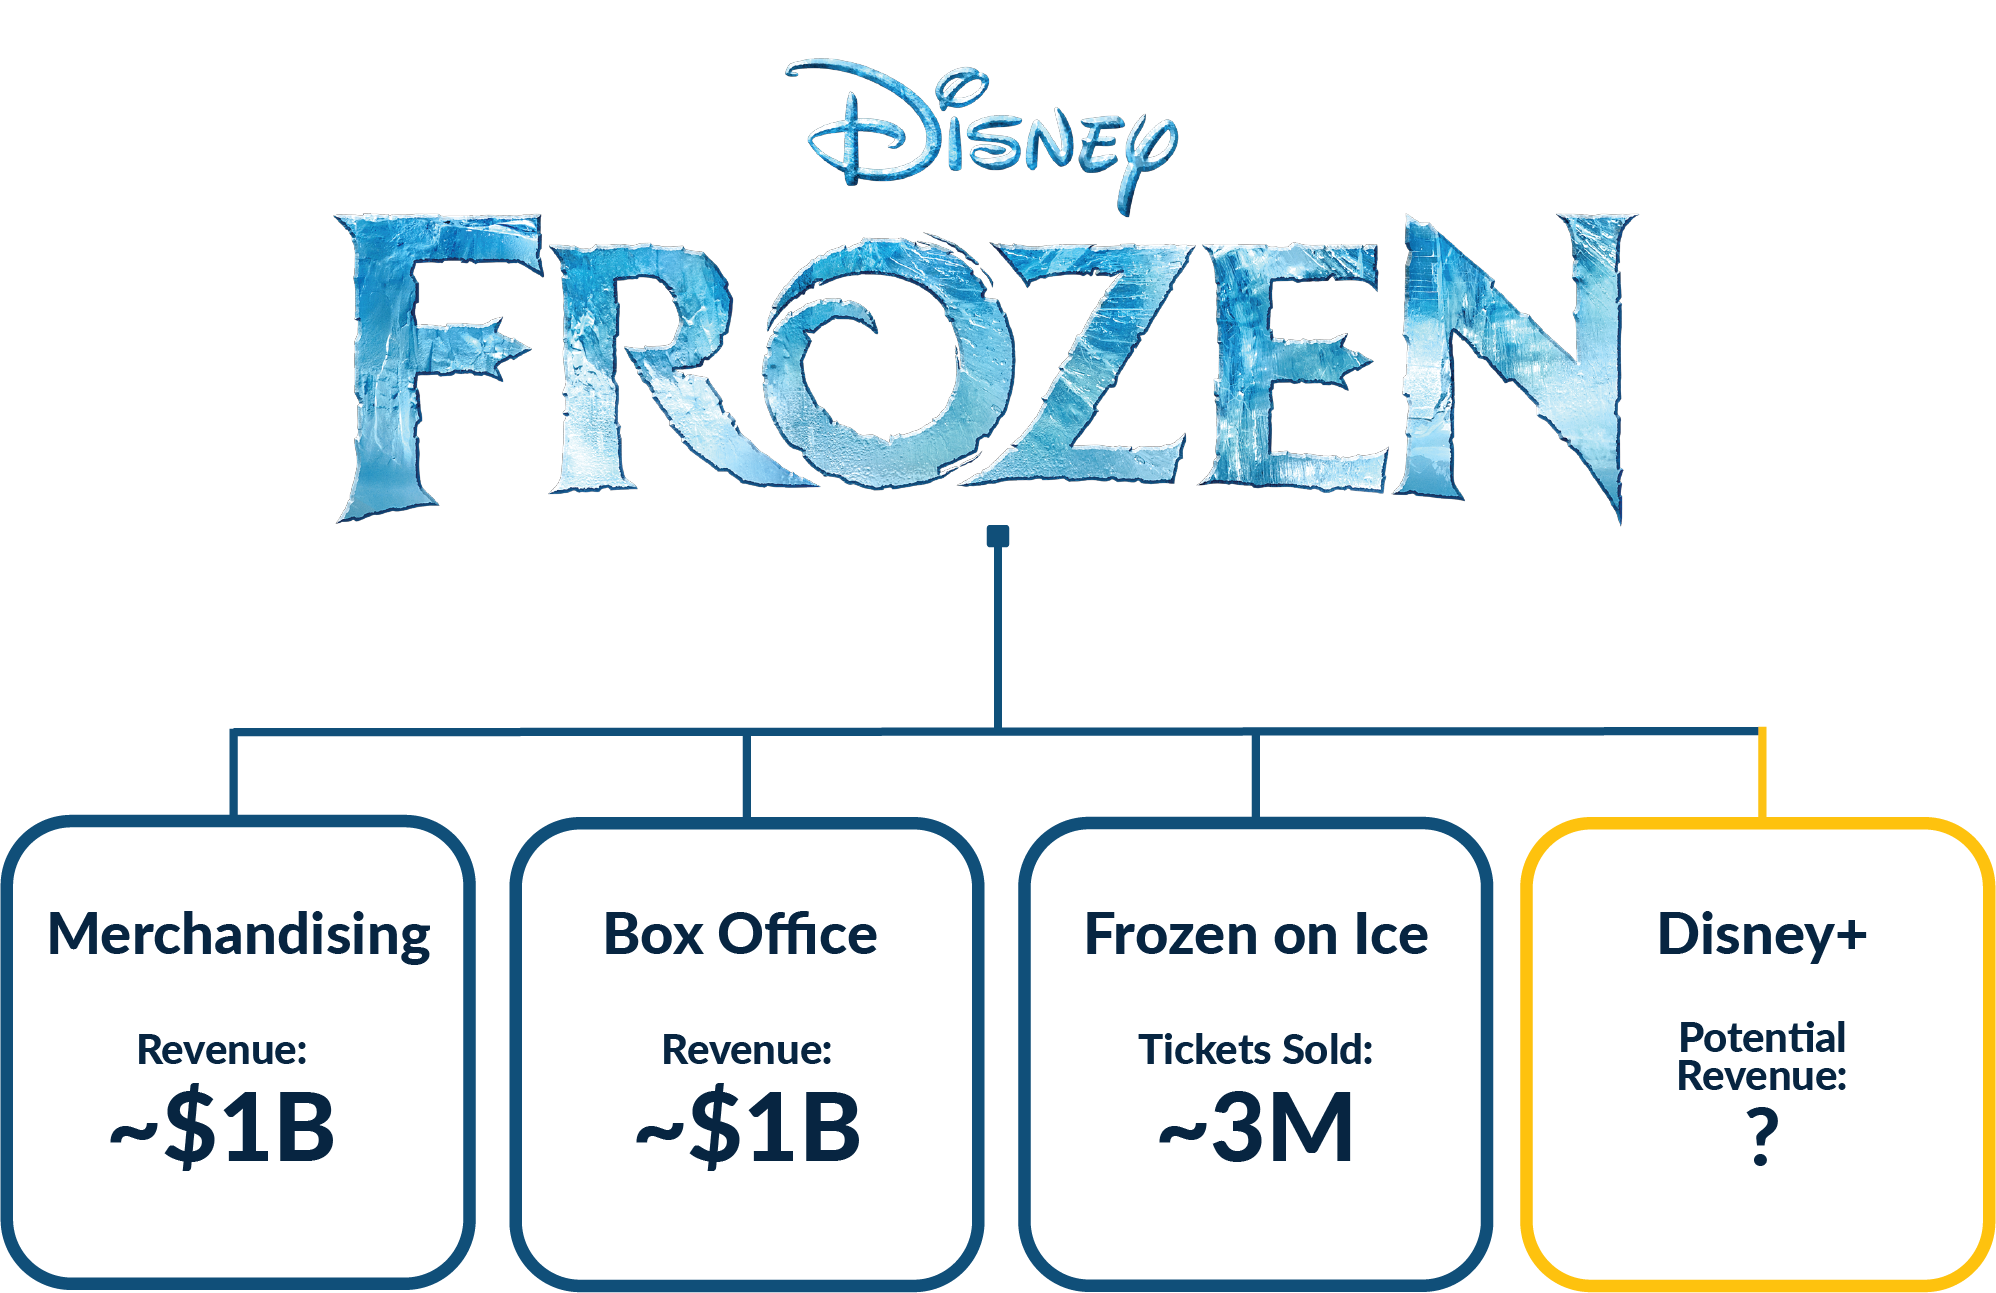 DISNEY
FROZEN
Merchandising
Revenue:
~$1B
Box Office
Revenue:
~$1B
Frozen on Ice
Tickets Sold:
~3M
Disney+
Potential
Revenue:
?